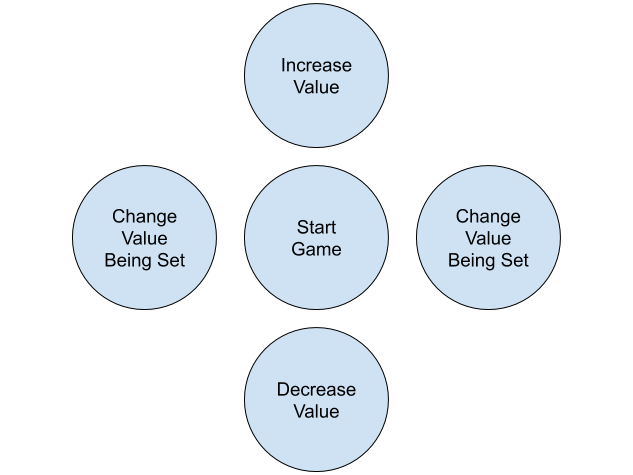 Increase
Value
Change
Value
Being Set
Start
Game
Change
Value
Being Set
Decrease
Value